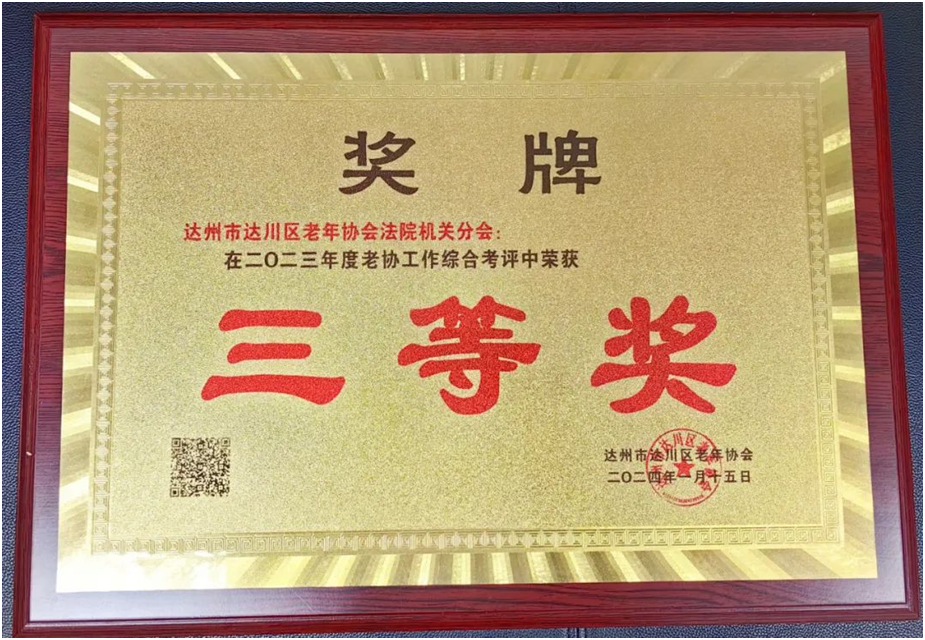 奖 牌
达州市达川区老年协会法院机关分会：
在二〇二三年度老协工作综合考评中荣获
三等奖
达州市达川区老年协会
二〇二四年一月十五日